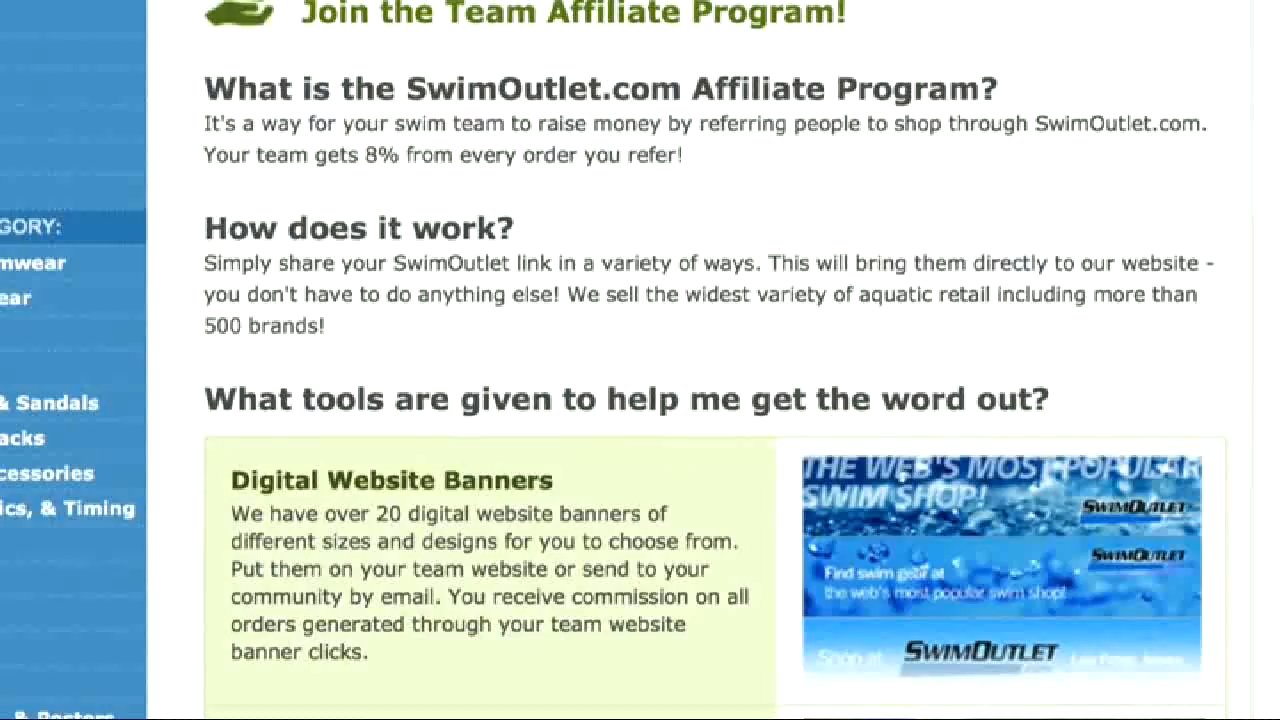 Join the Team Affiliate Program!
What is the SwimOutlet.com Affiliate Program?
It's a way for your swim team to raise money by referring people to shop through SwimOutlet.com.
Your team gets 8% from every order you refer!
GORY:
mwear
ear
How does it work?
Simply share your SwimOutlet link in a variety of ways. This will bring them directly to our website -
you don't have to do anything else! We sell the widest variety of aquatic retail including more than
500 brands!
& Sandals
acks
cessories
ics, & Timing
What tools are given to help me get the word out?
Digital Website Banners
We have over 20 digital website banners of
different sizes and designs for you to choose from.
Put them on your team website or send to your
community by email. You receive commission on all
orders generated through your team website
banner clicks.
THE WEB'S MOST POPULAR
SWIM SHOP!
SWIMOUTLET
SWIMOUTLET
Find swim gear at
the web's most popular swim shop!
SWIMOUTLET
Shop at
& Posters